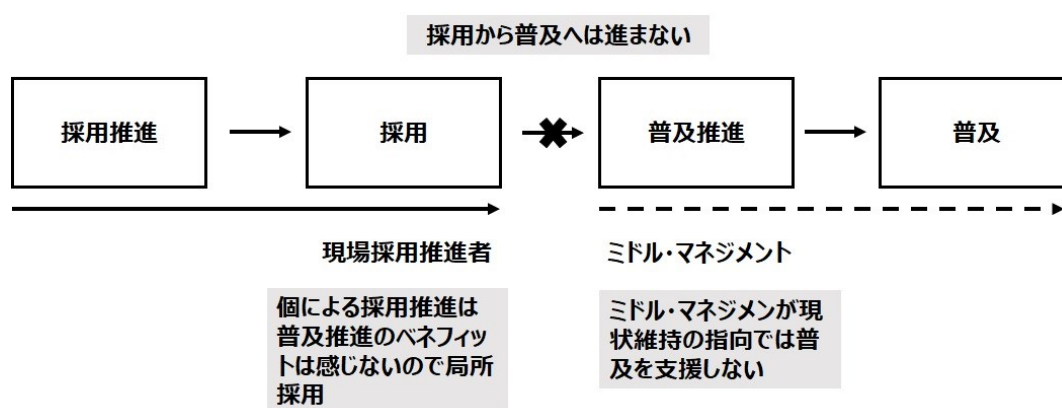 採用から普及へは進まない
採用推進
採用
普及推進
普及
現場採用推進者
ミドル・マネジメント
個による採用推進は
普及推進のベネフィッ
トは感じないので局所
採用
ミドル・マネジメンが現
状維持の指向では普
及を支援しない